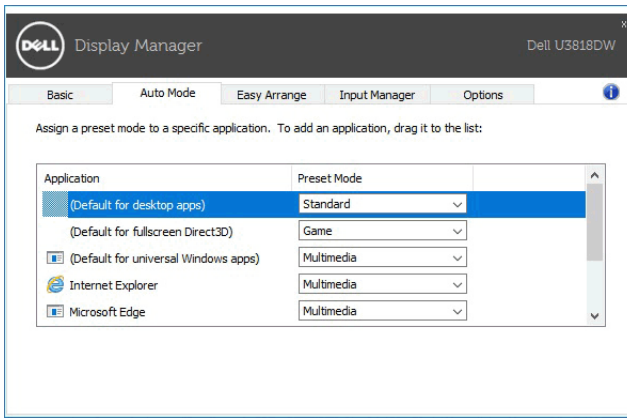 DELL Display Manager Dell U3818DW x
Basic Auto Mode Easy Arrange Input Manager Options i
Assign a preset mode to a specific application. To add an application, drag it to the list:
Application Preset Mode
(Default for desktop apps) Standard
(Default for fullscreen Direct3D) Game
(Default for universal Windows apps) Multimedia
Internet Explorer Multimedia
Microsoft Edge Multimedia